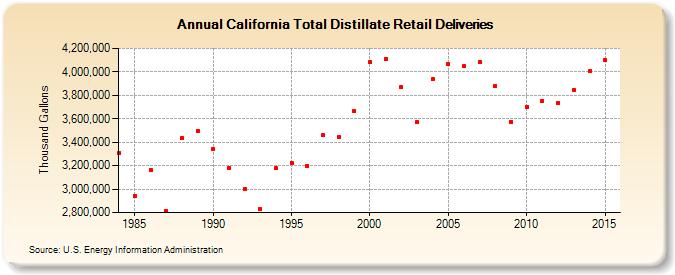 Annual California Total Distillate Retail Deliveries
Thousand Gallons
4,200,000
4,000,000
3,800,000
3,600,000
3,400,000
3,200,000
3,000,000
2,800,000
1985 1990 1995 2000 2005 2010 2015
Source: U.S. Energy Information Administration